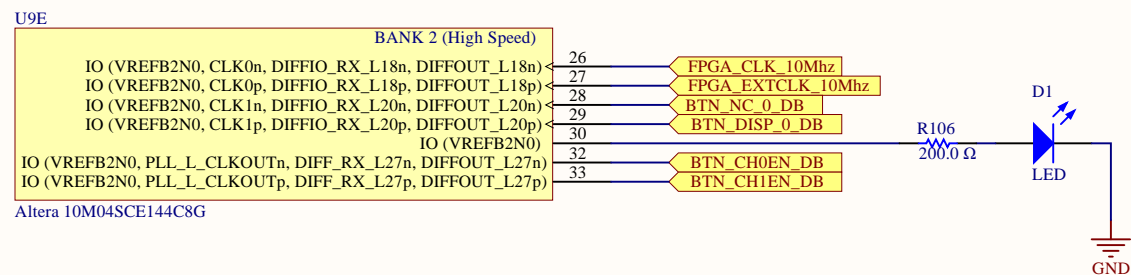 U9E
BANK 2 (High Speed)
IO (VREFB2N0, CLK0n, DIFFIO_RX_L18n, DIFFOUT_L18n) 26 FPGA_CLK_10Mhz
IO (VREFB2N0, CLK0p, DIFFIO_RX_L18p, DIFFOUT_L18p) 27 FPGA_EXTCLK_10Mhz
IO (VREFB2N0, CLK1n, DIFFIO_RX_L20n, DIFFOUT_L20n) 28 BTN_NC_0_DB
IO (VREFB2N0, CLK1p, DIFFIO_RX_L20p, DIFFOUT_L20p) 29 BTN_DISP_0_DB
IO (VREFB2N0) 30
IO (VREFB2N0, PLL_L_CLKOUTn, DIFF_RX_L27n, DIFFOUT_L27n) 32 BTN_CH0EN_DB
IO (VREFB2N0, PLL_L_CLKOUTp, DIFF_RX_L27p, DIFFOUT_L27p) 33 BTN_CH1EN_DB
Altera 10M04SCE144C8G
R106
200.0 Ω
D1
LED
GND